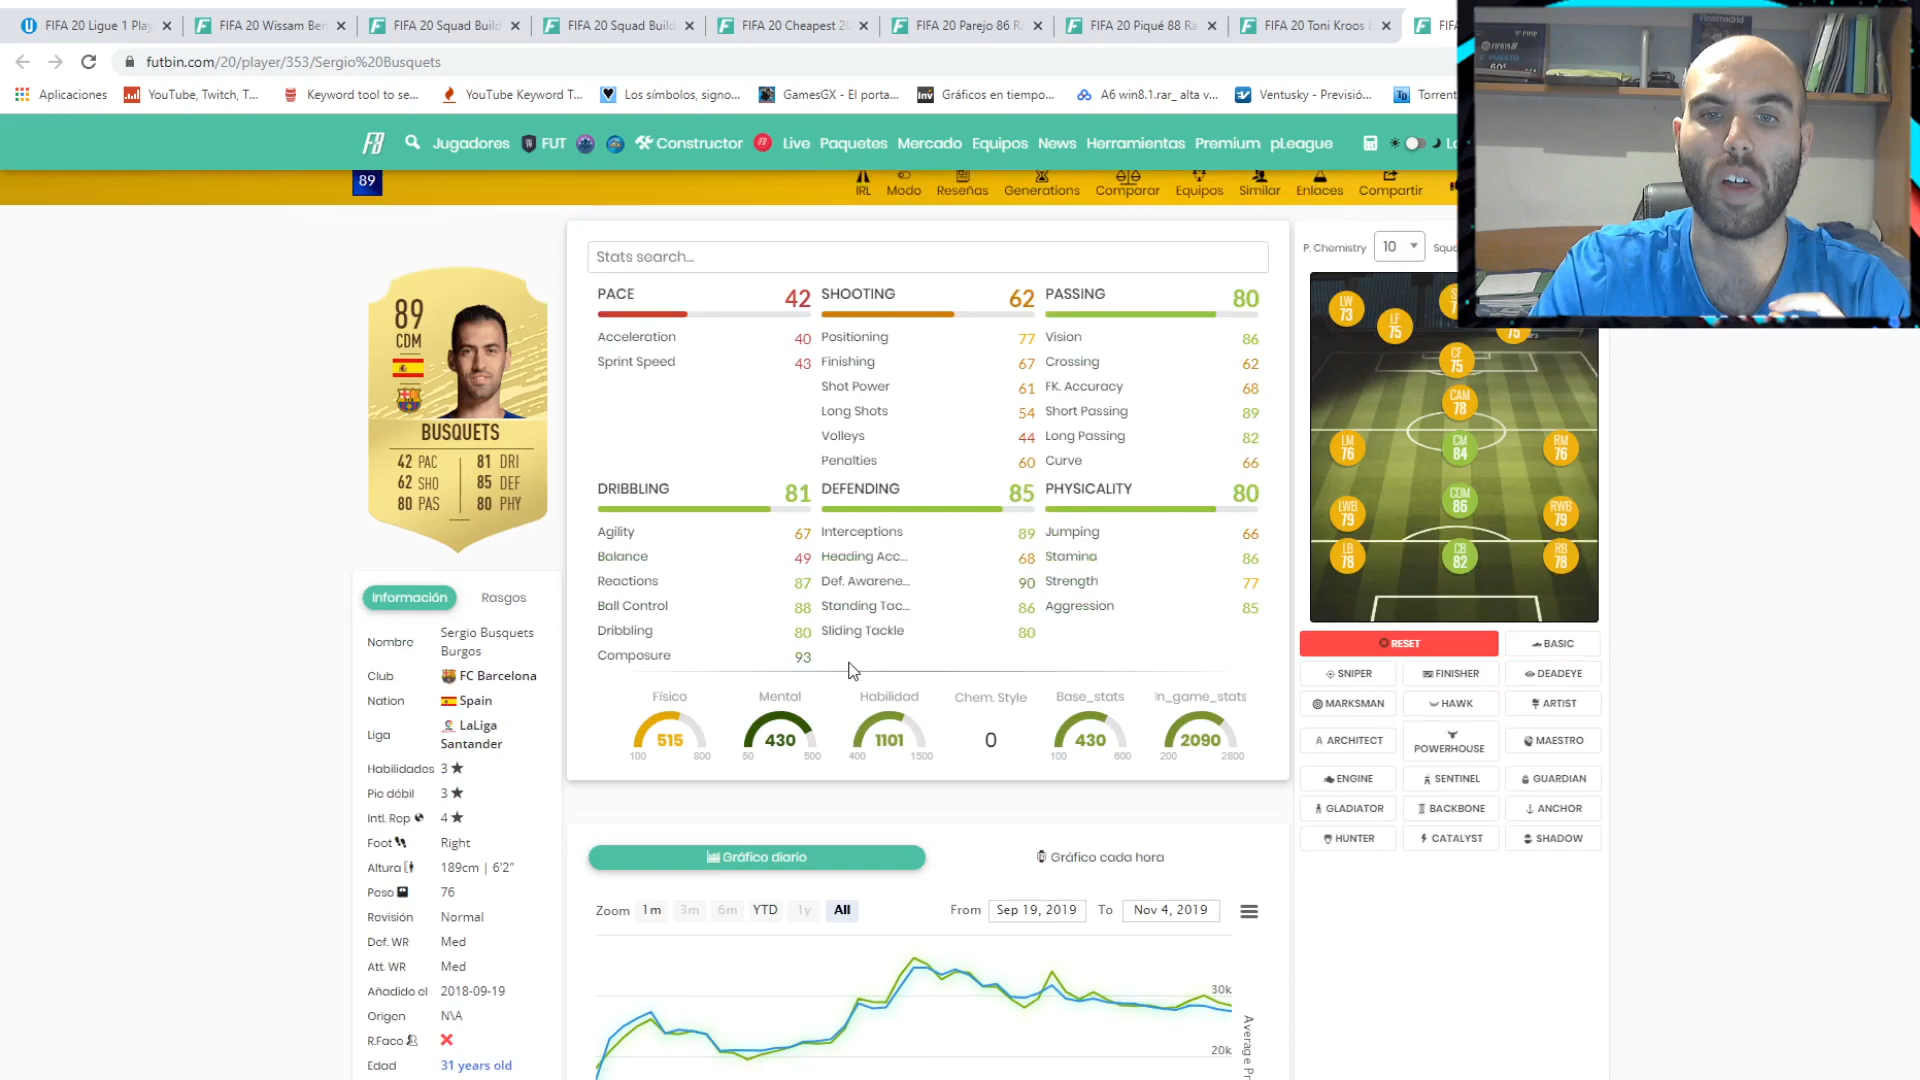 FIFA 20 Ligue 1 Play
FIFA 20 Wissam Ben
FIFA 20 Squad Build
FIFA 20 Squad Build
FIFA 20 Cheapest 20
FIFA 20 Parejo 86 R
FIFA 20 Piqué 88 Ra
FIFA 20 Toni Kroos 8
futbin.com/20/player/353/Sergio%20Busquets
Aplicaciones
YouTube, Twitch, T...
Keyword tool to se...
YouTube Keyword T...
Los símbolos, signo...
GamesGX - El porta...
Gráficos en tiempo...
A6 win8.1.rar_ alta v...
Ventusky - Previsió...
Torrent
Jugadores
FUT
Constructor
Live
Paquetes
Mercado
Equipos
News
Herramientas
Premium
pLeague
89
IRL
Modo
Reseñas
Generations
Comparar
Equipos
Similar
Enlaces
Compartir
Stats search...
PACE 42
Acceleration 40
Sprint Speed 43
SHOOTING 62
Positioning 77
Finishing 67
Shot Power 61
Long Shots 54
Volleys 44
Penalties 60
PASSING 80
Vision 86
Crossing 62
FK. Accuracy 68
Short Passing 89
Long Passing 82
Curve 66
DRIBBLING 81
Agility 67
Balance 49
Reactions 87
Ball Control 88
Dribbling 80
Composure 93
DEFENDING 85
Interceptions 89
Heading Acc... 68
Def. Awarene... 90
Standing Tac... 86
Sliding Tackle 80
PHYSICALITY 80
Jumping 66
Stamina 86
Strength 77
Aggression 85
Físico 515 100 800
Mental 430 50 500
Habilidad 1101 400 1500
Chem. Style 0
Base_stats 430 100 600
In_game_stats 2090 200 2800
89
CDM
BUSQUETS
42 PAC 81 DRI
62 SHO 85 DEF
80 PAS 80 PHY
Información
Rasgos
Nombre Sergio Busquets Burgos
Club FC Barcelona
Nation Spain
Liga LaLiga Santander
Habilidades 3
Pie débil 3
Intl. Rep 4
Foot Right
Altura 189cm | 6'2"
Peso 76
Revisión Normal
Def. WR Med
Att. WR Med
Añadido el 2018-09-19
Origen N\A
R.Face
Edad 31 years old
Gráfico diario
Gráfico cada hora
Zoom 1m 3m 6m YTD 1y All
From Sep 19, 2019 To Nov 4, 2019
30k
20k
P. Chemistry 10
LW 73
LF 75
75
CF 75
CAM 78
LM 76
CM 84
RM 76
LWB 79
CDM 86
RWB 79
LB 78
CB 82
RB 78
RESET
BASIC
SNIPER
FINISHER
DEADEYE
MARKSMAN
HAWK
ARTIST
ARCHITECT
POWERHOUSE
MAESTRO
ENGINE
SENTINEL
GUARDIAN
GLADIATOR
BACKBONE
ANCHOR
HUNTER
CATALYST
SHADOW